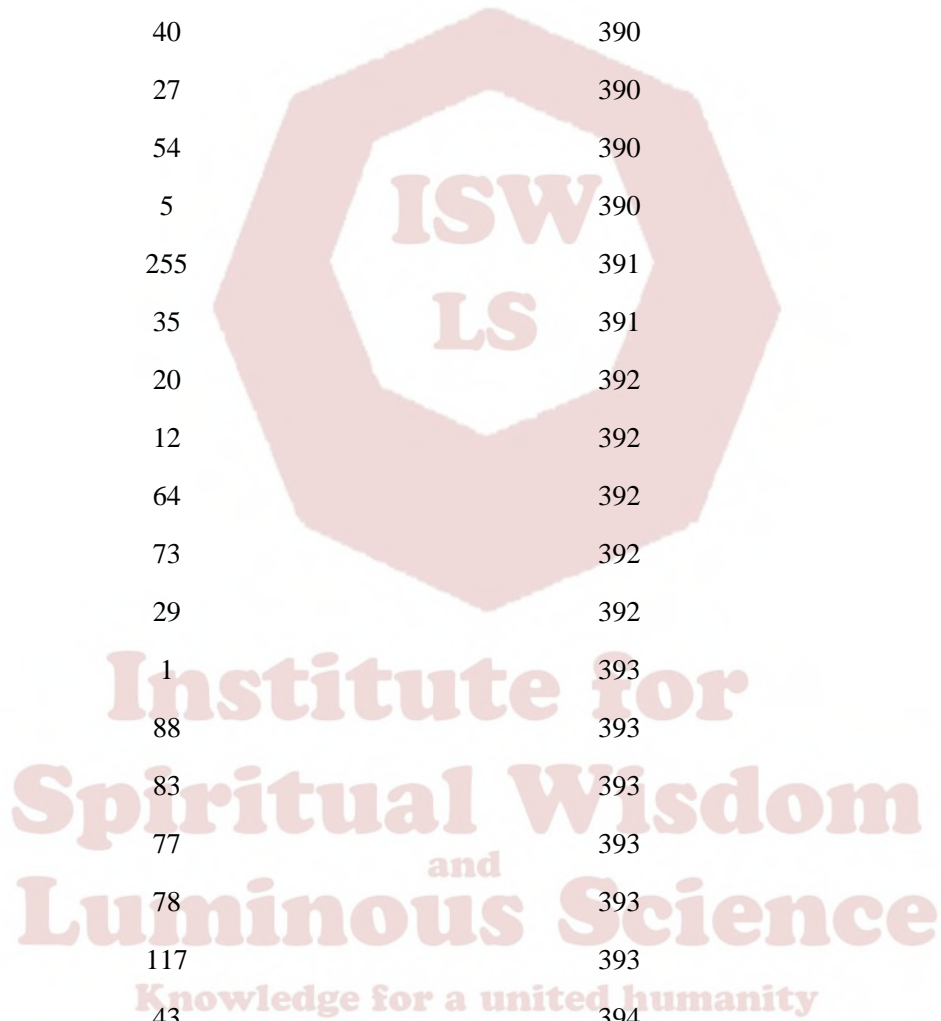 40 390
27 390
54 390
5 390
255 391
35 391
20 392
12 392
64 392
73 392
29 392
1 393
88 393
83 393
77 393
78 393
117 393
43 394
ISW
LS
Institute for
Spiritual Wisdom
and
Luminous Science
Knowledge for a united humanity